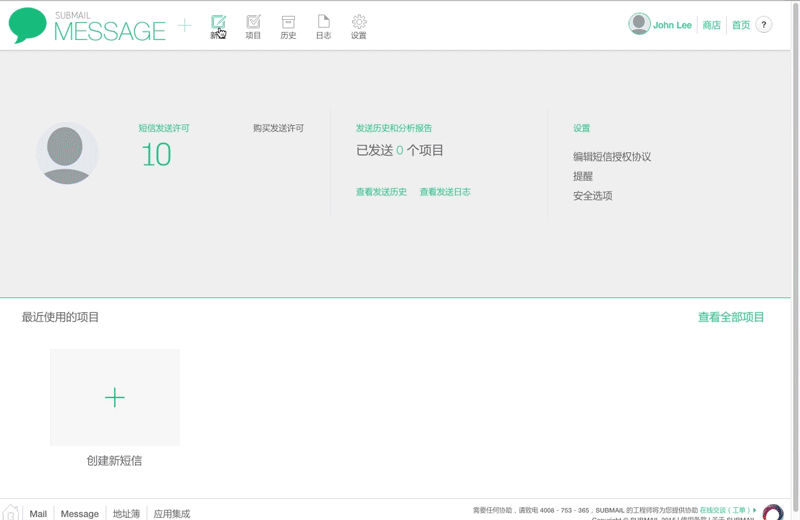 SUBMAIL
MESSAGE
新建 项目 历史 日志 设置
John Lee 商店 首页 ?
短信发送许可 购买发送许可
10
发送历史和分析报告
已发送 0 个项目
查看发送历史 查看发送日志
设置
编辑短信授权协议
提醒
安全选项
最近使用的项目 查看全部项目
创建新短信
Mail Message 地址簿 应用集成
需要任何协助，请致电 4008 - 753 - 365，SUBMAIL 的工程师将为您提供协助 在线交谈（工单）